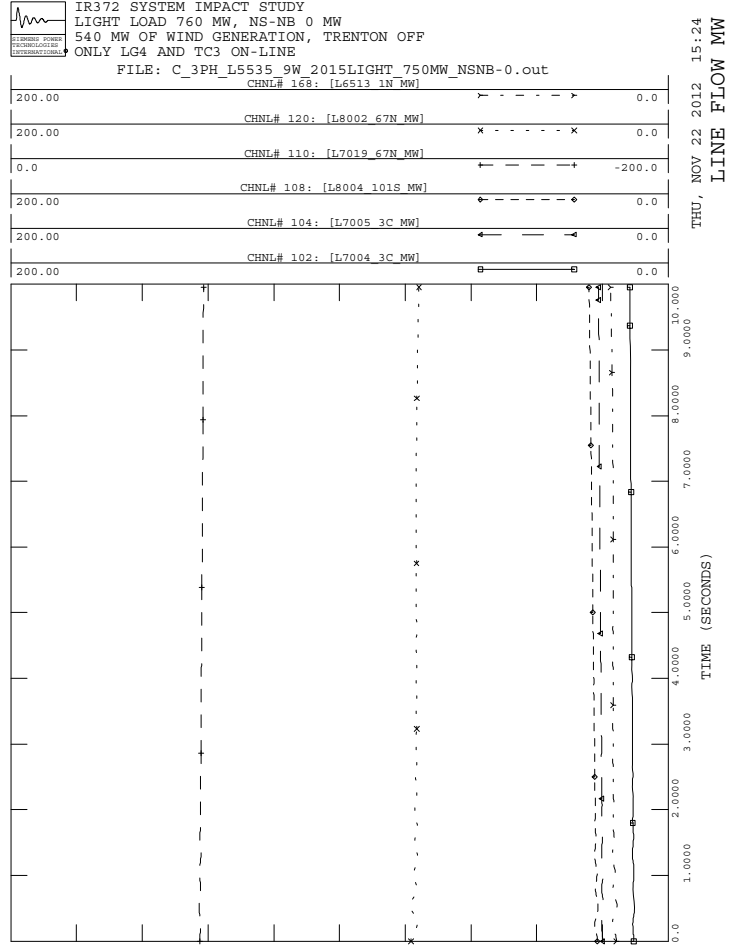 IR372 SYSTEM IMPACT STUDY
LIGHT LOAD 760 MW, NS-NB 0 MW
540 MW OF WIND GENERATION, TRENTON OFF
ONLY LG4 AND TC3 ON-LINE
SIEMENS POWER
TECHNOLOGIES
INTERNATIONAL
FILE: C_3PH_L5535_9W_2015LIGHT_750MW_NSNB-0.out
CHNL# 168: [L6513_1N_MW]
200.00 0.0
CHNL# 120: [L8002_67N_MW]
200.00 0.0
CHNL# 110: [L7019_67N_MW]
0.0 -200.0
CHNL# 108: [L8004_101S_MW]
200.00 0.0
CHNL# 104: [L7005_3C_MW]
200.00 0.0
CHNL# 102: [L7004_3C_MW]
200.00 0.0
THU, NOV 22 2012 15:24
LINE FLOW MW
10.000
9.0000
8.0000
7.0000
6.0000
5.0000
4.0000
3.0000
2.0000
1.0000
0.0
TIME (SECONDS)